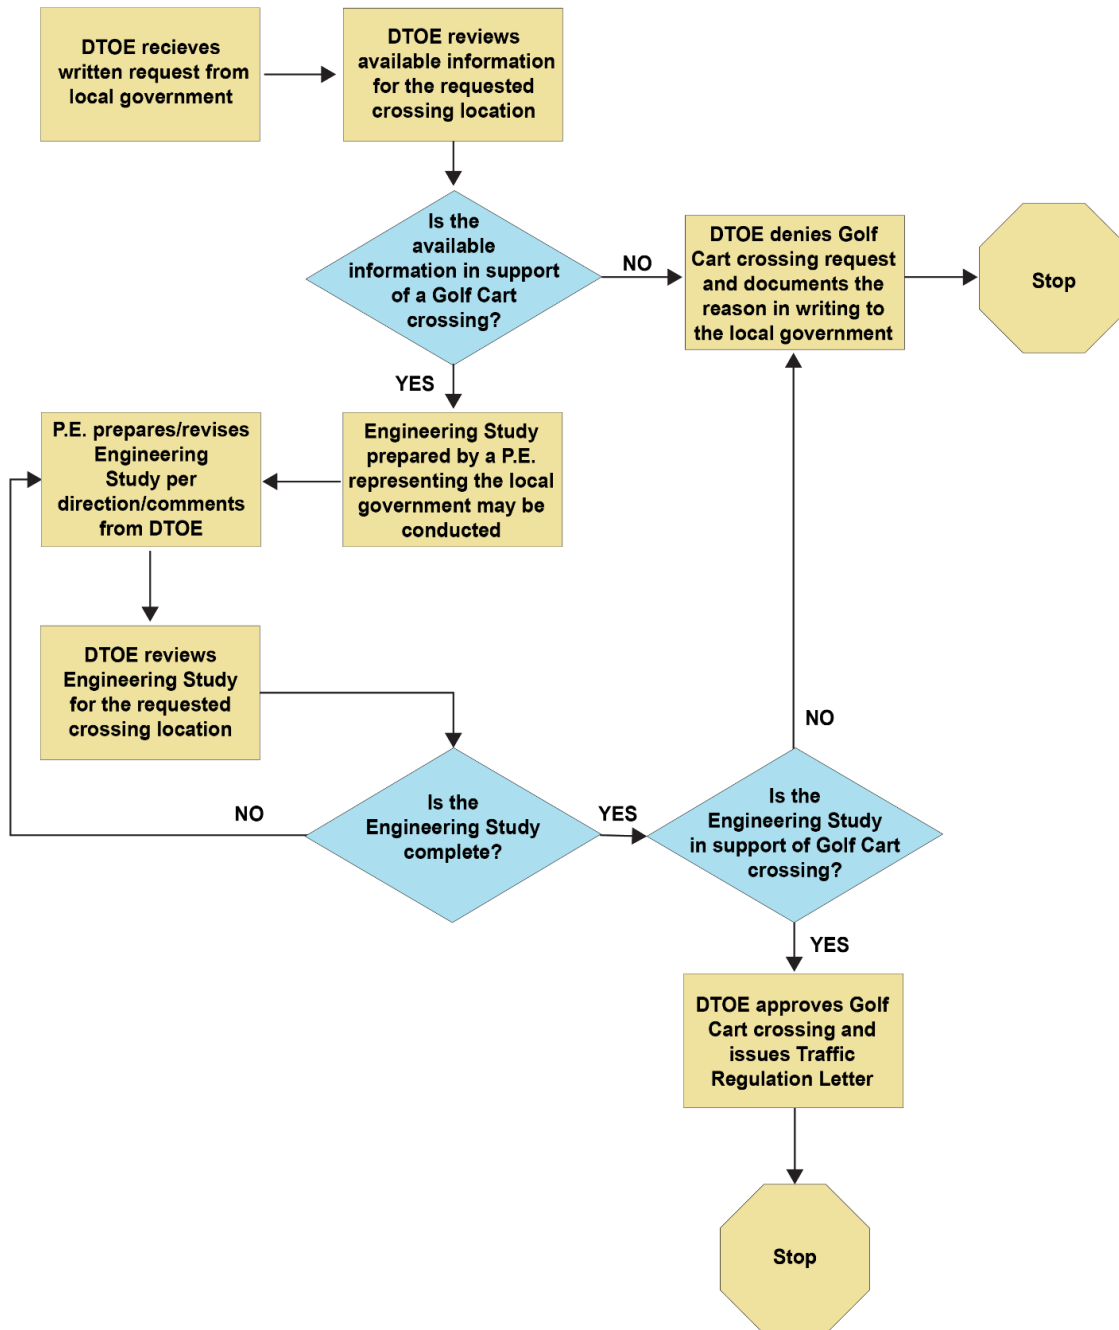 DTOE recieves
written request from
local government
DTOE reviews
available information
for the requested
crossing location
Is the
available
information in support
of a Golf Cart
crossing?
NO
DTOE denies Golf
Cart crossing request
and documents the
reason in writing to
the local government
Stop
YES
P.E. prepares/revises
Engineering
Study per
direction/comments
from DTOE
Engineering Study
prepared by a P.E.
representing the local
government may be
conducted
DTOE reviews
Engineering Study
for the requested
crossing location
NO
Is the
Engineering Study
complete?
YES
Is the
Engineering Study
in support of Golf Cart
crossing?
NO
YES
DTOE approves Golf
Cart crossing and
issues Traffic
Regulation Letter
Stop